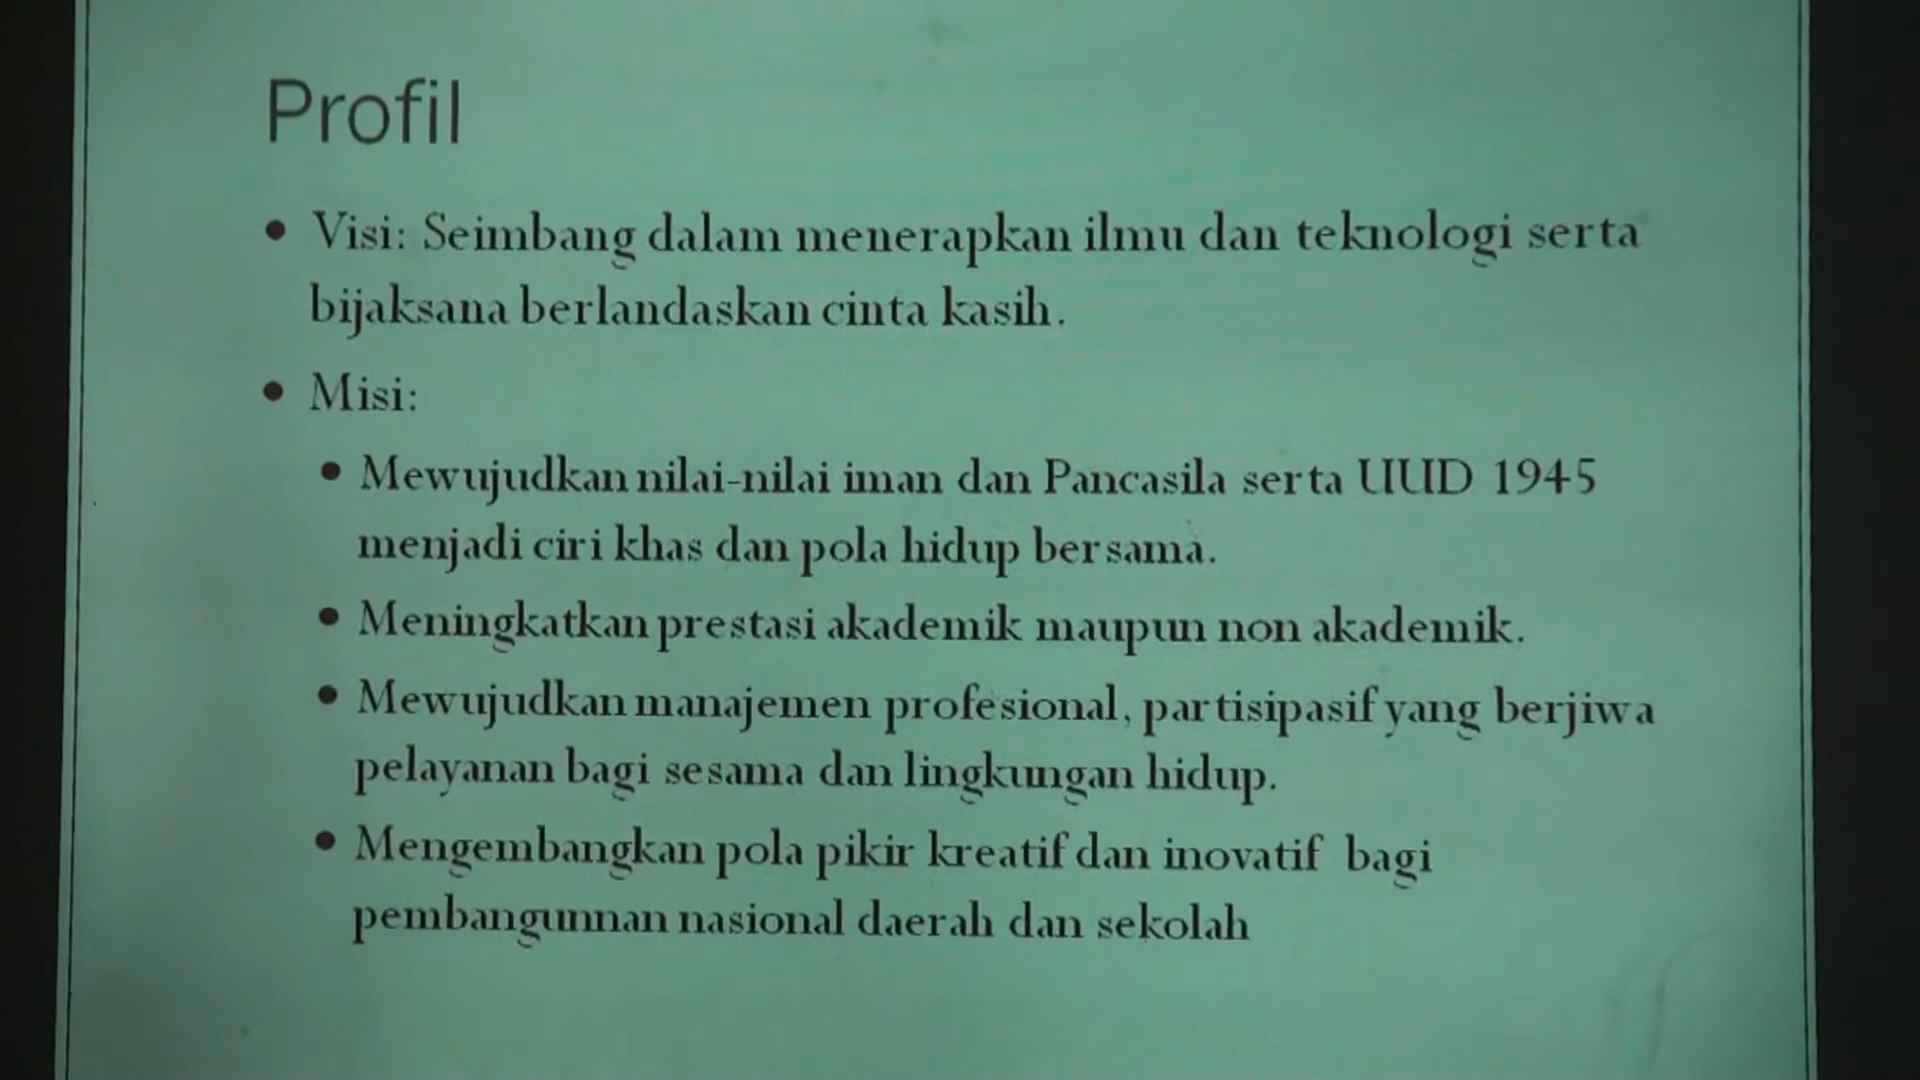 Profil
• Visi: Seimbang dalam menerapkan ilmu dan teknologi serta
bijaksana berlandaskan cinta kasih.
• Misi:
• Mewujudkan nilai-nilai iman dan Pancasila serta UUD 1945
menjadi ciri khas dan pola hidup bersama.
• Meningkatkan prestasi akademik maupun non akademik.
• Mewujudkan manajemen profesional, partisipasif yang berjiwa
pelayanan bagi sesama dan lingkungan hidup.
• Mengembangkan pola pikir kreatif dan inovatif bagi
pembangunnan nasional daerah dan sekolah